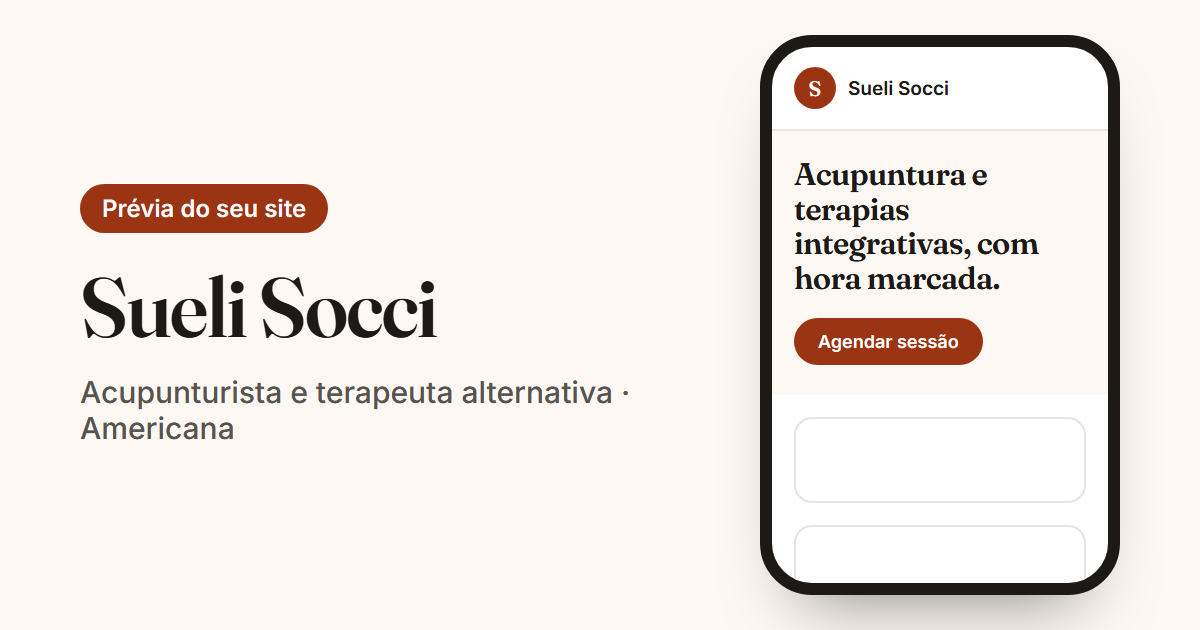 Prévia do seu site
Sueli Socci
Acupunturista e terapeuta alternativa ·
Americana
S
Sueli Socci
Acupuntura e
terapias
integrativas, com
hora marcada.
Agendar sessão